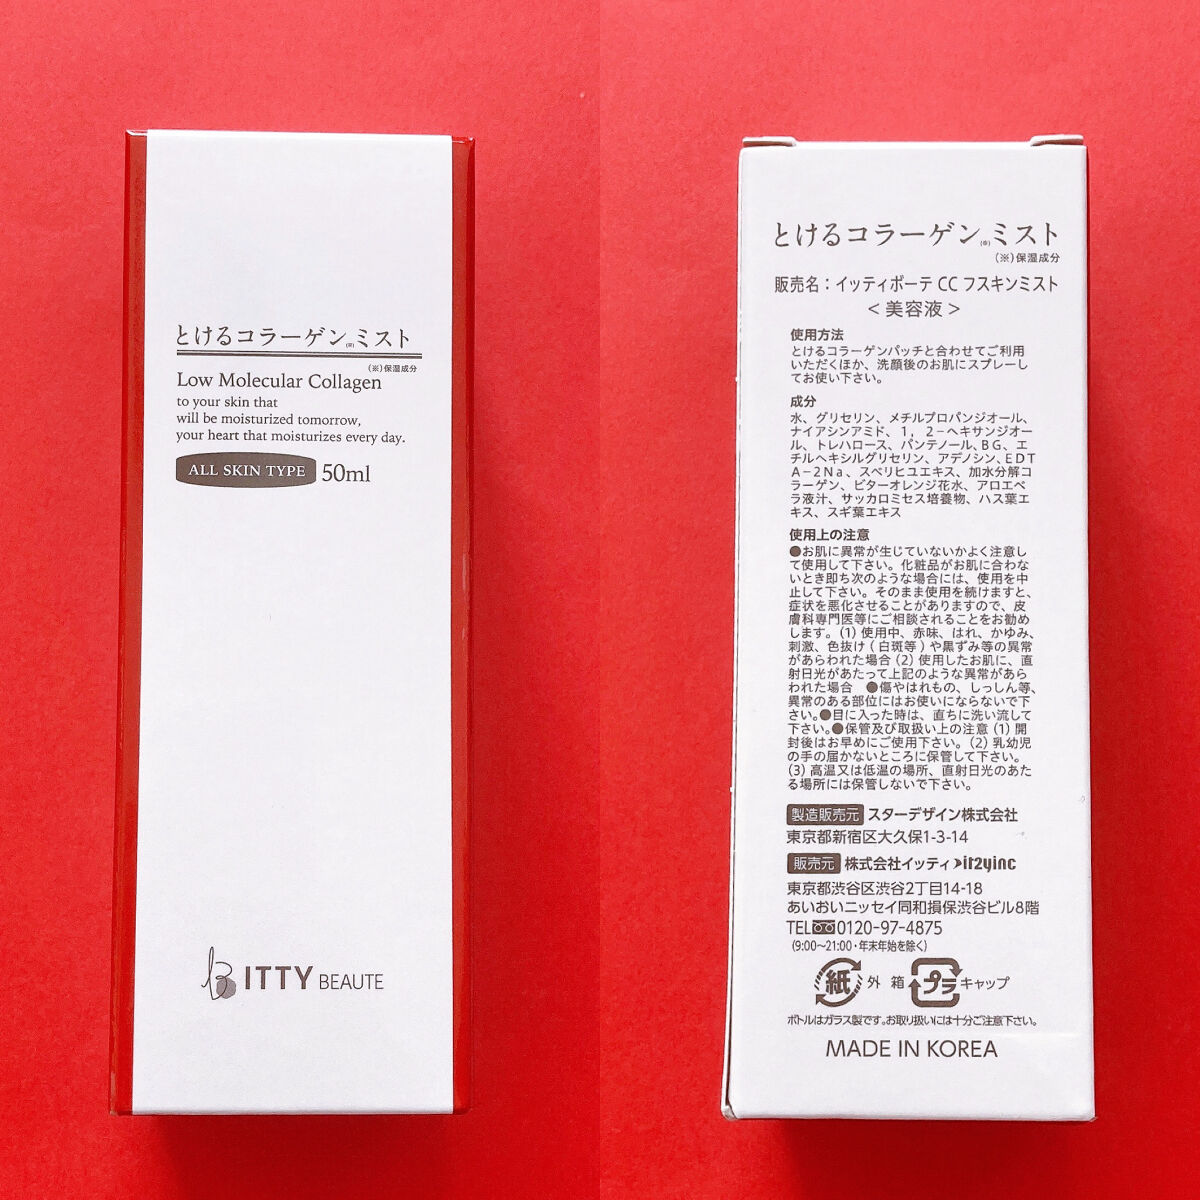 とけるコラーゲン(※)ミスト
(※)保湿成分
Low Molecular Collagen
to your skin that
will be moisturized tomorrow,
your heart that moisturizes every day.
ALL SKIN TYPE 50ml
ITTY BEAUTE
とけるコラーゲン(※)ミスト
(※)保湿成分
販売名：イッティボーテ CC フスキンミスト
＜美容液＞
使用方法
とけるコラーゲンパッチと合わせてご利用
いただくほか、洗顔後のお肌にスプレーし
てお使い下さい。
成分
水、グリセリン、メチルプロパンジオール、
ナイアシンアミド、1，2－ヘキサンジオー
ル、トレハロース、パンテノール、BG、エ
チルヘキシルグリセリン、アデノシン、EDT
A－2Na、スベリヒユエキス、加水分解コ
ラーゲン、ビターオレンジ花水、アロエベ
ラ液汁、サッカロミセス培養物、ハス葉エ
キス、スギ葉エキス
使用上の注意
●お肌に異常が生じていないかよく注意し
て使用して下さい。化粧品がお肌に合わな
いとき即ち次のような場合には、使用を中
止して下さい。そのまま使用を続けますと、
症状を悪化させることがありますので、皮
膚科専門医等にご相談されることをお勧め
します。(1) 使用中、赤味、はれ、かゆみ、
刺激、色抜け(白斑等)や黒ずみ等の異常
があらわれた場合 (2) 使用したお肌に、直
射日光があたって上記のような異常があら
われた場合 ●傷やはれもの、しっしん等、
異常のある部位にはお使いにならないで下
さい。●目に入った時は、直ちに洗い流して
下さい。●保管及び取扱い上の注意 (1) 開
封後はお早めにご使用下さい。(2) 乳幼児
の手の届かないところに保管して下さい。
(3) 高温又は低温の場所、直射日光のあた
る場所には保管しないで下さい。
製造販売元 スターデザイン株式会社
東京都新宿区大久保1-3-14
販売元 株式会社イッティ it2yinc
東京都渋谷区渋谷2丁目14-18
あいおいニッセイ同和損保渋谷ビル8階
TEL 0120-97-4875
(9:00～21:00・年末年始を除く)
紙 外 箱 プラ キャップ
ボトルはガラス製です。お取り扱いには十分ご注意下さい。
MADE IN KOREA